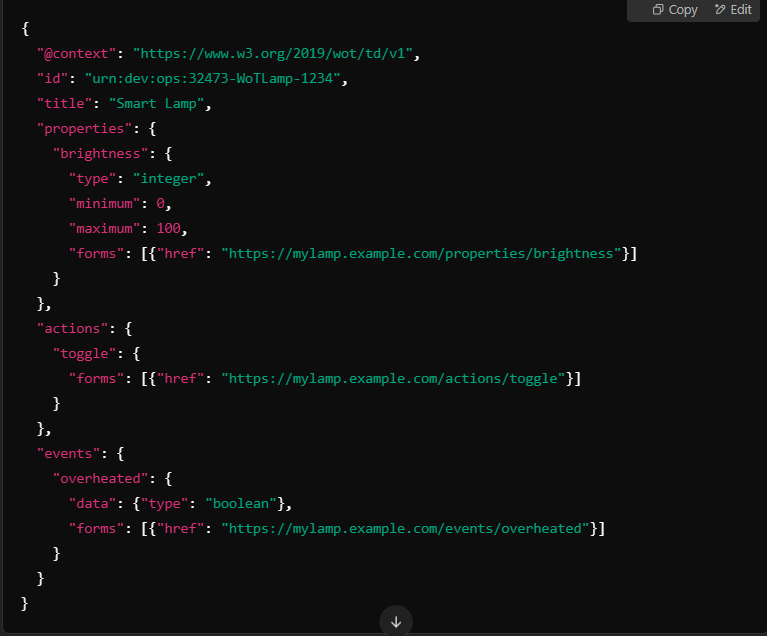 Copy Edit
{
"@context": "https://www.w3.org/2019/wot/td/v1",
"id": "urn:dev:ops:32473-WoTLamp-1234",
"title": "Smart Lamp",
"properties": {
"brightness": {
"type": "integer",
"minimum": 0,
"maximum": 100,
"forms": [{"href": "https://mylamp.example.com/properties/brightness"}]
}
},
"actions": {
"toggle": {
"forms": [{"href": "https://mylamp.example.com/actions/toggle"}]
}
},
"events": {
"overheated": {
"data": {"type": "boolean"},
"forms": [{"href": "https://mylamp.example.com/events/overheated"}]
}
}
}